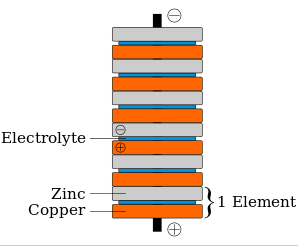 ⊖
Electrolyte
⊖
⊕
Zinc
Copper
1 Element
⊕